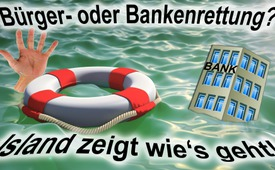 Bürger- oder Bankenrettung?
BANK
Island zeigt wie's geht!